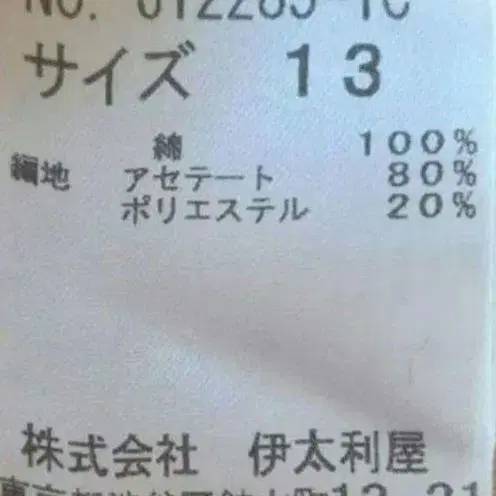 サイズ 13
綿 100%
編地 アセテート 80%
ポリエステル 20%
株式会社 伊太利屋